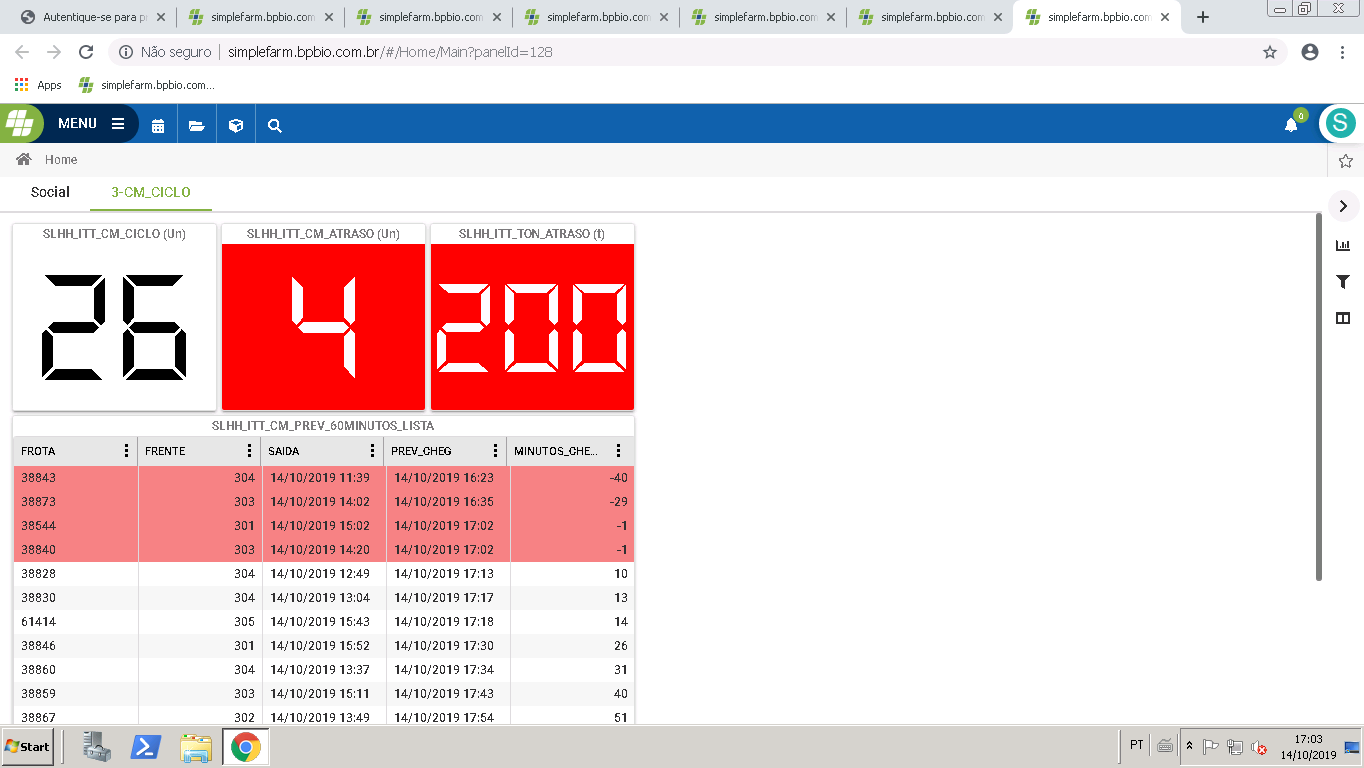 Autentique-se para pr
simplefarm.bpbio.com.
simplefarm.bpbio.com.
simplefarm.bpbio.com.
simplefarm.bpbio.com.
simplefarm.bpbio.com.
simplefarm.bpbio.com
Não seguro | simplefarm.bpbio.com.br/#/Home/Main?panelId=128
Apps simplefarm.bpbio.com...
MENU 0 S
Home
Social 3-CM_CICLO
SLHH_ITT_CM_CICLO (Un) SLHH_ITT_CM_ATRASO (Un) SLHH_ITT_TON_ATRASO (t)
26 4 200
SLHH_ITT_CM_PREV_60MINUTOS_LISTA
FROTA FRENTE SAIDA PREV_CHEG MINUTOS_CHE...
38843 304 14/10/2019 11:39 14/10/2019 16:23 -40
38873 303 14/10/2019 14:02 14/10/2019 16:35 -29
38544 301 14/10/2019 15:02 14/10/2019 17:02 -1
38840 303 14/10/2019 14:20 14/10/2019 17:02 -1
38828 304 14/10/2019 12:49 14/10/2019 17:13 10
38830 304 14/10/2019 13:04 14/10/2019 17:17 13
61414 305 14/10/2019 15:43 14/10/2019 17:18 14
38846 301 14/10/2019 15:52 14/10/2019 17:30 26
38860 304 14/10/2019 13:37 14/10/2019 17:34 31
38859 303 14/10/2019 15:11 14/10/2019 17:43 40
38867 302 14/10/2019 13:49 14/10/2019 17:54 51
Start PT 17:03
14/10/2019